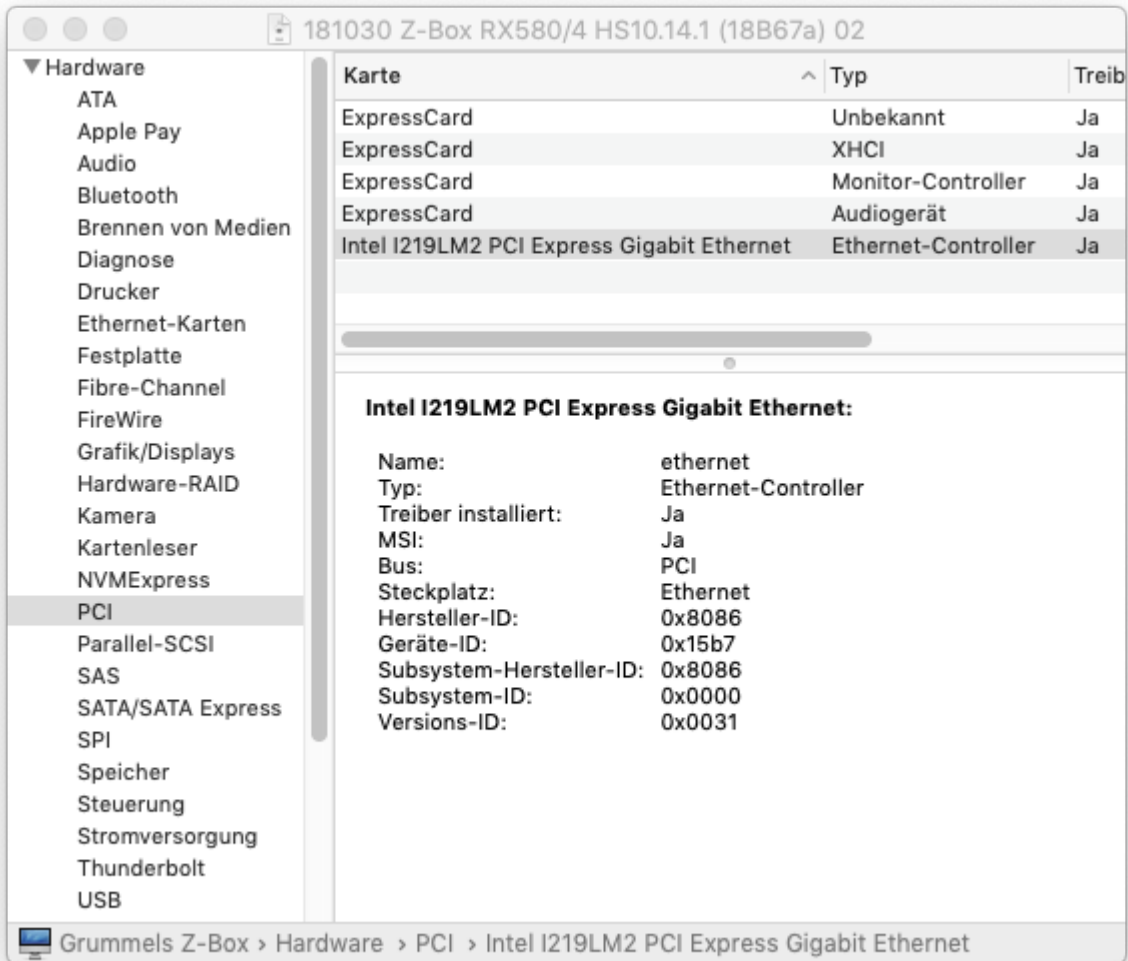 181030 Z-Box RX580/4 HS10.14.1 (18B67a) 02
Hardware
ATA
Apple Pay
Audio
Bluetooth
Brennen von Medien
Diagnose
Drucker
Ethernet-Karten
Festplatte
Fibre-Channel
FireWire
Grafik/Displays
Hardware-RAID
Kamera
Kartenleser
NVMExpress
PCI
Parallel-SCSI
SAS
SATA/SATA Express
SPI
Speicher
Steuerung
Stromversorgung
Thunderbolt
USB
Karte Typ Treib
ExpressCard Unbekannt Ja
ExpressCard XHCI Ja
ExpressCard Monitor-Controller Ja
ExpressCard Audiogerät Ja
Intel I219LM2 PCI Express Gigabit Ethernet Ethernet-Controller Ja
Intel I219LM2 PCI Express Gigabit Ethernet:
Name: ethernet
Typ: Ethernet-Controller
Treiber installiert: Ja
MSI: Ja
Bus: PCI
Steckplatz: Ethernet
Hersteller-ID: 0x8086
Geräte-ID: 0x15b7
Subsystem-Hersteller-ID: 0x8086
Subsystem-ID: 0x0000
Versions-ID: 0x0031
Grummels Z-Box › Hardware › PCI › Intel I219LM2 PCI Express Gigabit Ethernet